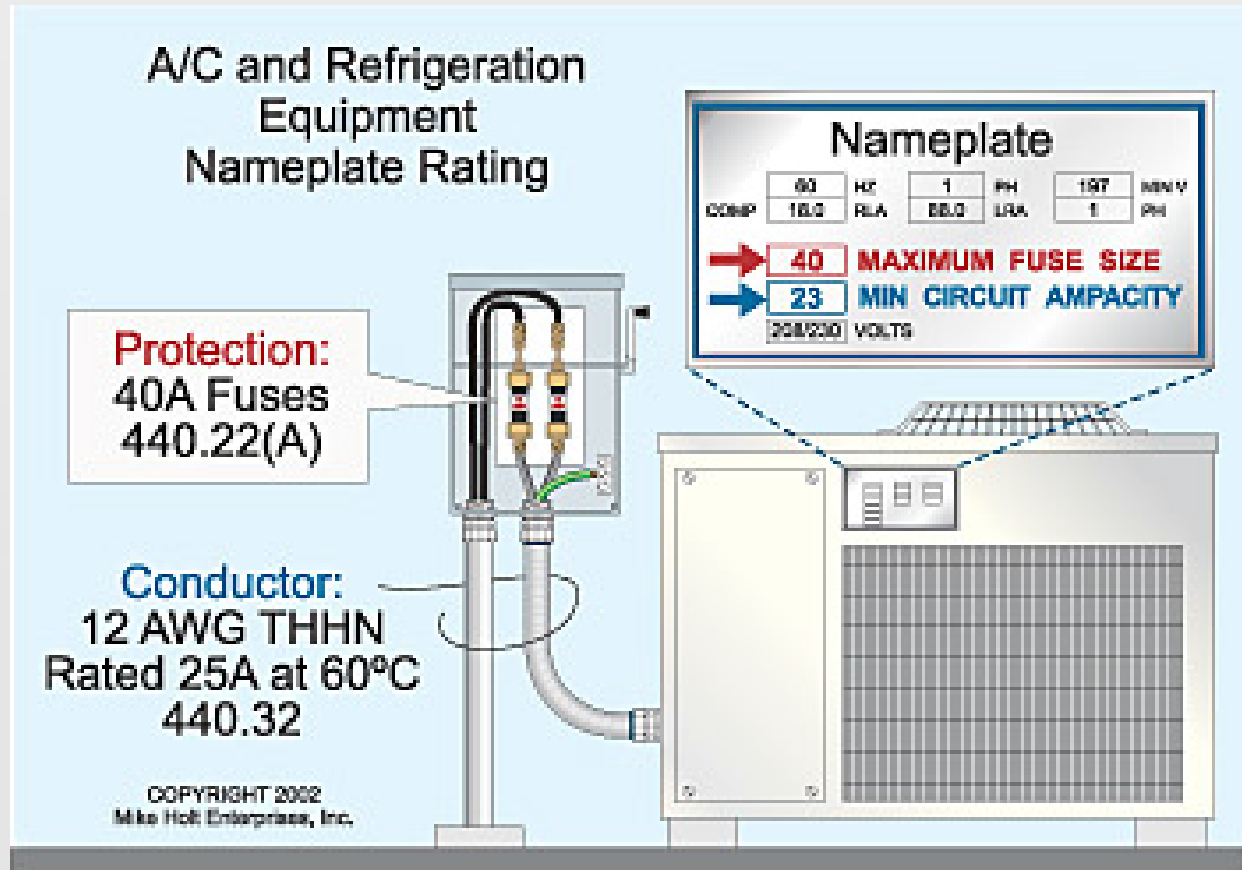 A/C and Refrigeration
Equipment
Nameplate Rating
Nameplate
60 HZ 1 PH 197 MIN V
COMP 18.0 RLA LRA 1 PH
40 MAXIMUM FUSE SIZE
23 MIN CIRCUIT AMPACITY
208/230 VOLTS
Protection:
40A Fuses
440.22(A)
Conductor:
12 AWG THHN
Rated 25A at 60ºC
440.32
COPYRIGHT 2002
Mike Holt Enterprises, Inc.